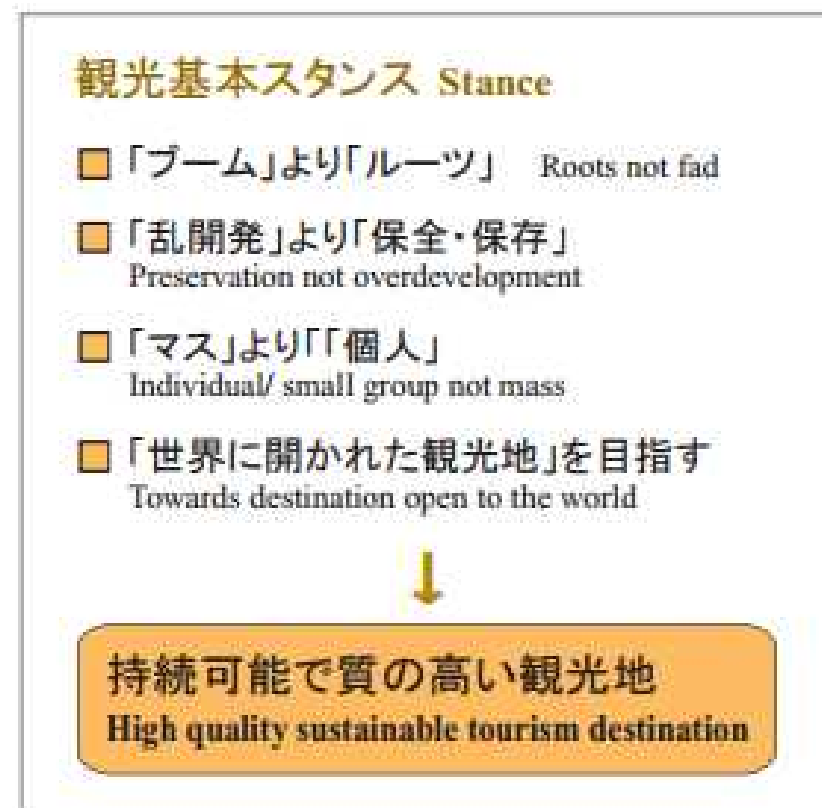 観光基本スタンス Stance
「ブーム」より「ルーツ」 Roots not fad
「乱開発」より「保全・保存」
Preservation not overdevelopment
「マス」より「「個人」
Individual/ small group not mass
「世界に開かれた観光地」を目指す
Towards destination open to the world
持続可能で質の高い観光地
High quality sustainable tourism destination